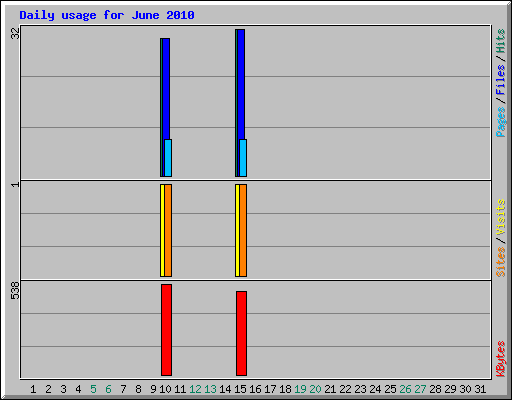 Daily usage for June 2010
32
Pages/Files/Hits
1
Sites/Visits
538
KBytes
1 2 3 4 5 6 7 8 9 10 11 12 13 14 15 16 17 18 19 20 21 22 23 24 25 26 27 28 29 30 31